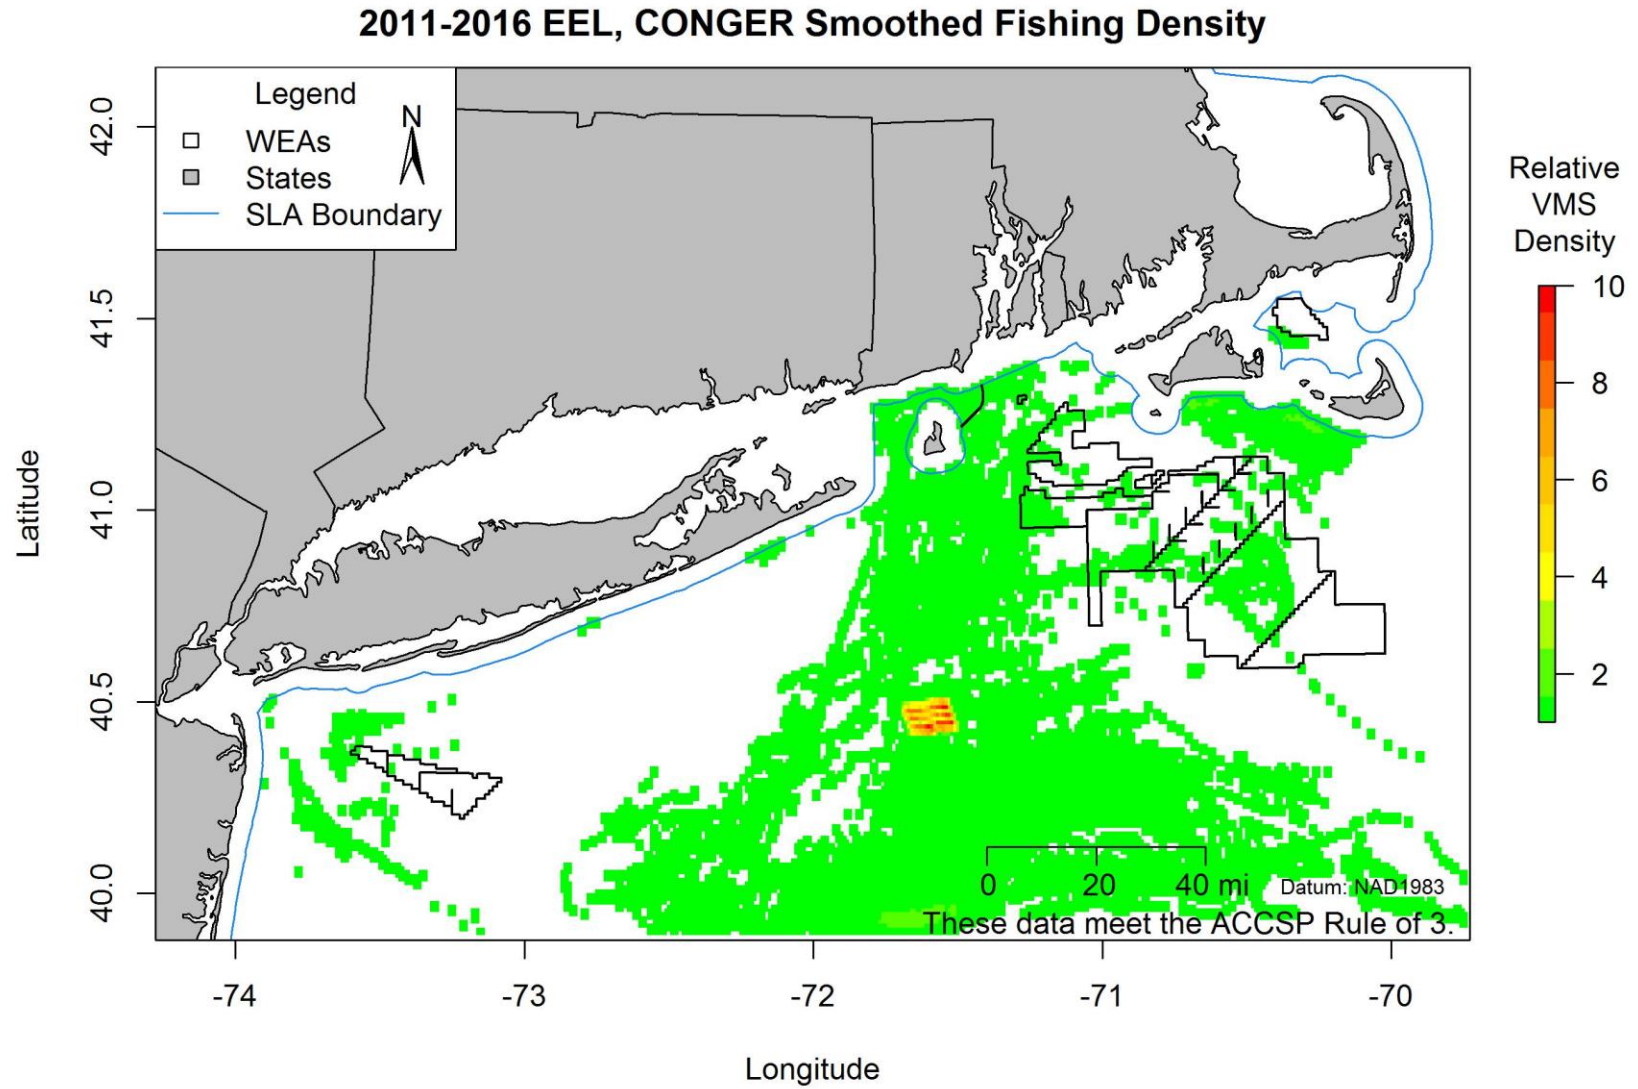 2011-2016 EEL, CONGER Smoothed Fishing Density
Legend
N
WEAs
States
SLA Boundary
Relative
VMS
Density
10
8
6
4
2
42.0
41.5
41.0
40.5
40.0
Latitude
0 20 40 mi Datum: NAD1983
These data meet the ACCSP Rule of 3.
-74 -73 -72 -71 -70
Longitude